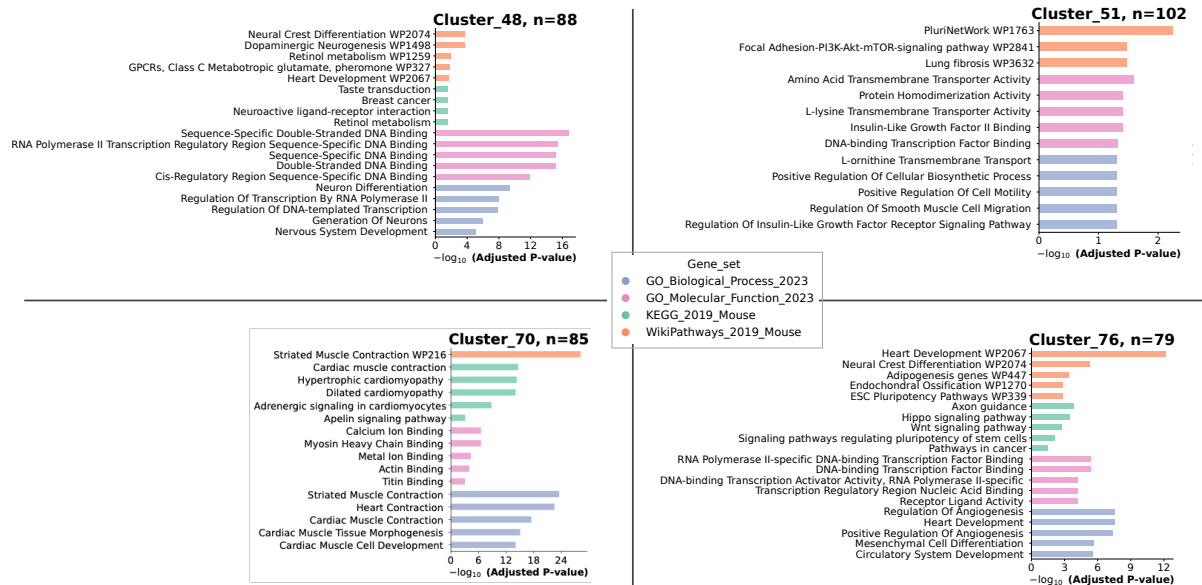 Cluster_48, n=88
Neural Crest Differentiation WP2074
Dopaminergic Neurogenesis WP1498
Retinol metabolism WP1259
GPCRs, Class C Metabotropic glutamate, pheromone WP327
Heart Development WP2067
Taste transduction
Breast cancer
Neuroactive ligand-receptor interaction
Retinol metabolism
Sequence-Specific Double-Stranded DNA Binding
RNA Polymerase II Transcription Regulatory Region Sequence-Specific DNA Binding
Sequence-Specific DNA Binding
Double-Stranded DNA Binding
Cis-Regulatory Region Sequence-Specific DNA Binding
Neuron Differentiation
Regulation Of Transcription By RNA Polymerase II
Regulation Of DNA-templated Transcription
Generation Of Neurons
Nervous System Development
0 4 8 12 16
−log₁₀ (Adjusted P-value)
Cluster_51, n=102
PluriNetWork WP1763
Focal Adhesion-PI3K-Akt-mTOR-signaling pathway WP2841
Lung fibrosis WP3632
Amino Acid Transmembrane Transporter Activity
Protein Homodimerization Activity
L-lysine Transmembrane Transporter Activity
Insulin-Like Growth Factor II Binding
DNA-binding Transcription Factor Binding
L-ornithine Transmembrane Transport
Positive Regulation Of Cellular Biosynthetic Process
Positive Regulation Of Cell Motility
Regulation Of Smooth Muscle Cell Migration
Regulation Of Insulin-Like Growth Factor Receptor Signaling Pathway
0 1 2
−log₁₀ (Adjusted P-value)
Gene_set
GO_Biological_Process_2023
GO_Molecular_Function_2023
KEGG_2019_Mouse
WikiPathways_2019_Mouse
Cluster_70, n=85
Striated Muscle Contraction WP216
Cardiac muscle contraction
Hypertrophic cardiomyopathy
Dilated cardiomyopathy
Adrenergic signaling in cardiomyocytes
Apelin signaling pathway
Calcium Ion Binding
Myosin Heavy Chain Binding
Metal Ion Binding
Actin Binding
Titin Binding
Striated Muscle Contraction
Heart Contraction
Cardiac Muscle Contraction
Cardiac Muscle Tissue Morphogenesis
Cardiac Muscle Cell Development
0 6 12 18 24
−log₁₀ (Adjusted P-value)
Cluster_76, n=79
Heart Development WP2067
Neural Crest Differentiation WP2074
Adipogenesis genes WP447
Endochondral Ossification WP1270
ESC Pluripotency Pathways WP339
Axon guidance
Hippo signaling pathway
Wnt signaling pathway
Signaling pathways regulating pluripotency of stem cells
Pathways in cancer
RNA Polymerase II-specific DNA-binding Transcription Factor Binding
DNA-binding Transcription Factor Binding
DNA-binding Transcription Activator Activity, RNA Polymerase II-specific
Transcription Regulatory Region Nucleic Acid Binding
Receptor Ligand Activity
Regulation Of Angiogenesis
Heart Development
Positive Regulation Of Angiogenesis
Mesenchymal Cell Differentiation
Circulatory System Development
0 3 6 9 12
−log₁₀ (Adjusted P-value)